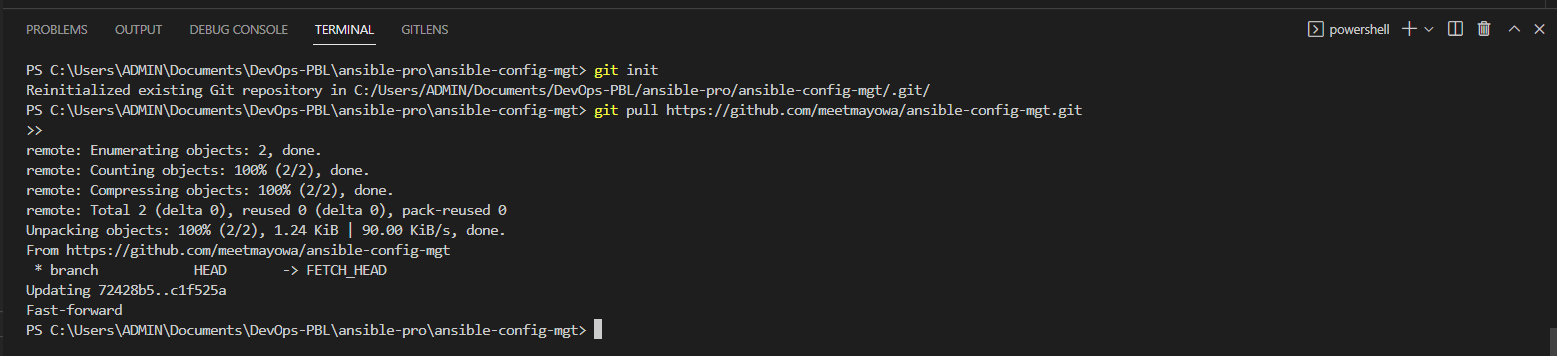 PROBLEMS OUTPUT DEBUG CONSOLE TERMINAL GITLENS powershell
PS C:\Users\ADMIN\Documents\DevOps-PBL\ansible-pro\ansible-config-mgt> git init
Reinitialized existing Git repository in C:/Users/ADMIN/Documents/DevOps-PBL/ansible-pro/ansible-config-mgt/.git/
PS C:\Users\ADMIN\Documents\DevOps-PBL\ansible-pro\ansible-config-mgt> git pull https://github.com/meetmayowa/ansible-config-mgt.git
>>
remote: Enumerating objects: 2, done.
remote: Counting objects: 100% (2/2), done.
remote: Compressing objects: 100% (2/2), done.
remote: Total 2 (delta 0), reused 0 (delta 0), pack-reused 0
Unpacking objects: 100% (2/2), 1.24 KiB | 90.00 KiB/s, done.
From https://github.com/meetmayowa/ansible-config-mgt
 * branch            HEAD       -> FETCH_HEAD
Updating 72428b5..c1f525a
Fast-forward
PS C:\Users\ADMIN\Documents\DevOps-PBL\ansible-pro\ansible-config-mgt>